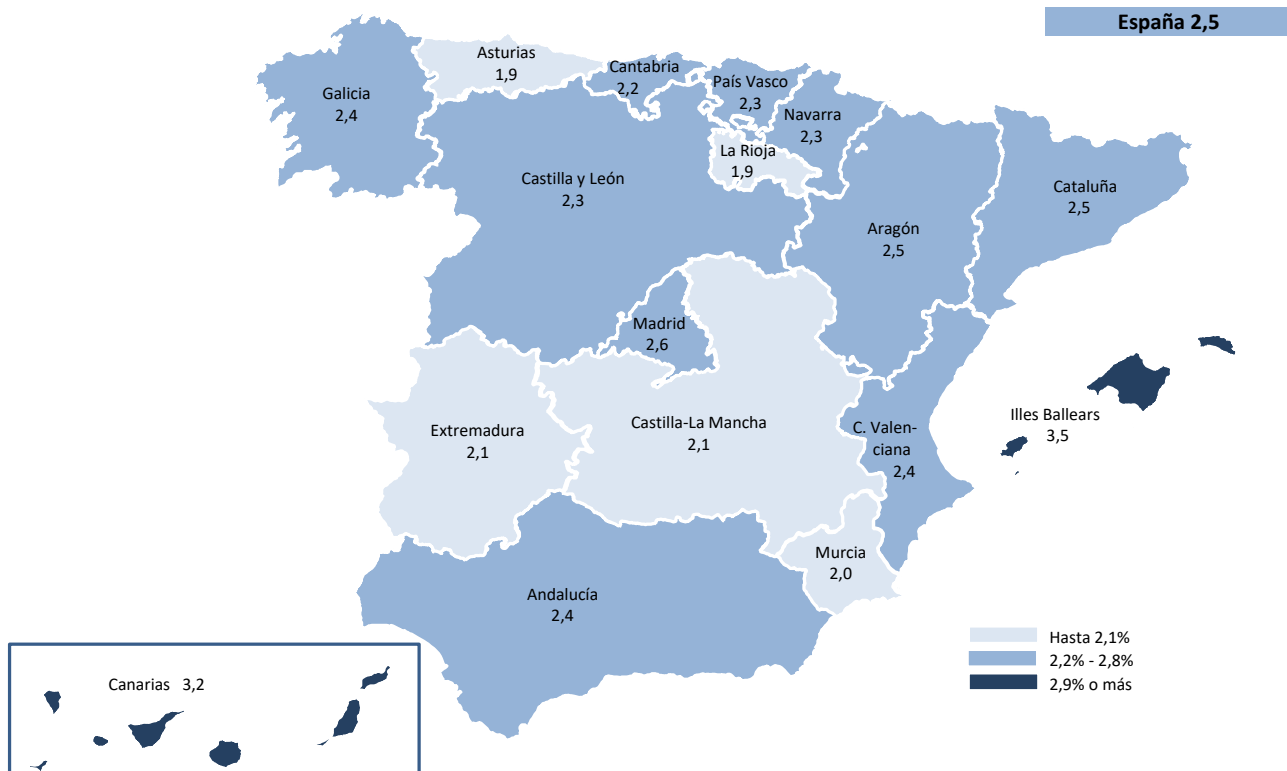 España 2,5
Asturias
1,9
Cantabria
2,2
País Vasco
2,3
Galicia
2,4
Navarra
2,3
La Rioja
1,9
Castilla y León
2,3
Cataluña
2,5
Aragón
2,5
Madrid
2,6
Illes Ballears
3,5
Extremadura
2,1
Castilla-La Mancha
2,1
C. Valen-
ciana
2,4
Murcia
2,0
Andalucía
2,4
Canarias 3,2
Hasta 2,1%
2,2% - 2,8%
2,9% o más